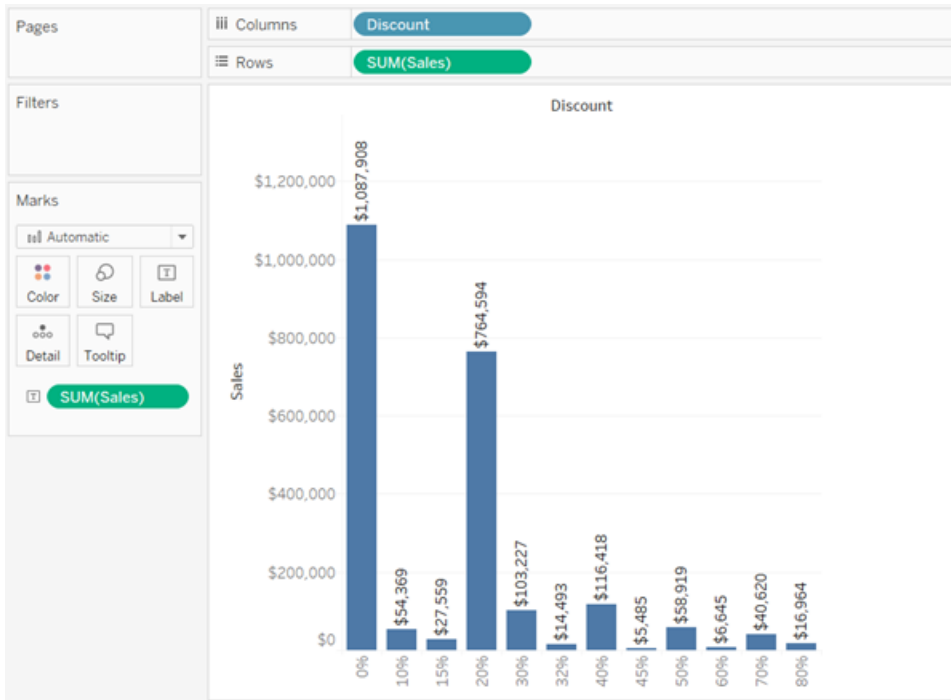 Pages
Columns
Discount
Rows
SUM(Sales)
Filters
Marks
Automatic
Color
Size
Label
Detail
Tooltip
SUM(Sales)
Discount
Sales
$1,200,000
$1,000,000
$800,000
$600,000
$400,000
$200,000
$0
$1,087,908
$54,369
$27,559
$764,594
$103,227
$14,493
$116,418
$5,485
$58,919
$6,645
$40,620
$16,964
0%
10%
15%
20%
30%
32%
40%
45%
50%
60%
70%
80%